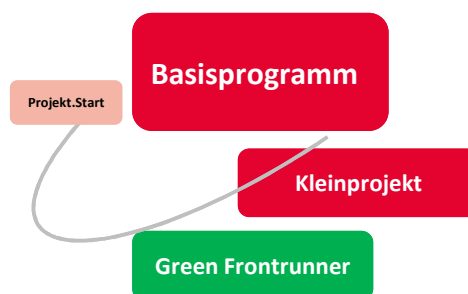 Basisprogramm
Projekt.Start
Kleinprojekt
Green Frontrunner